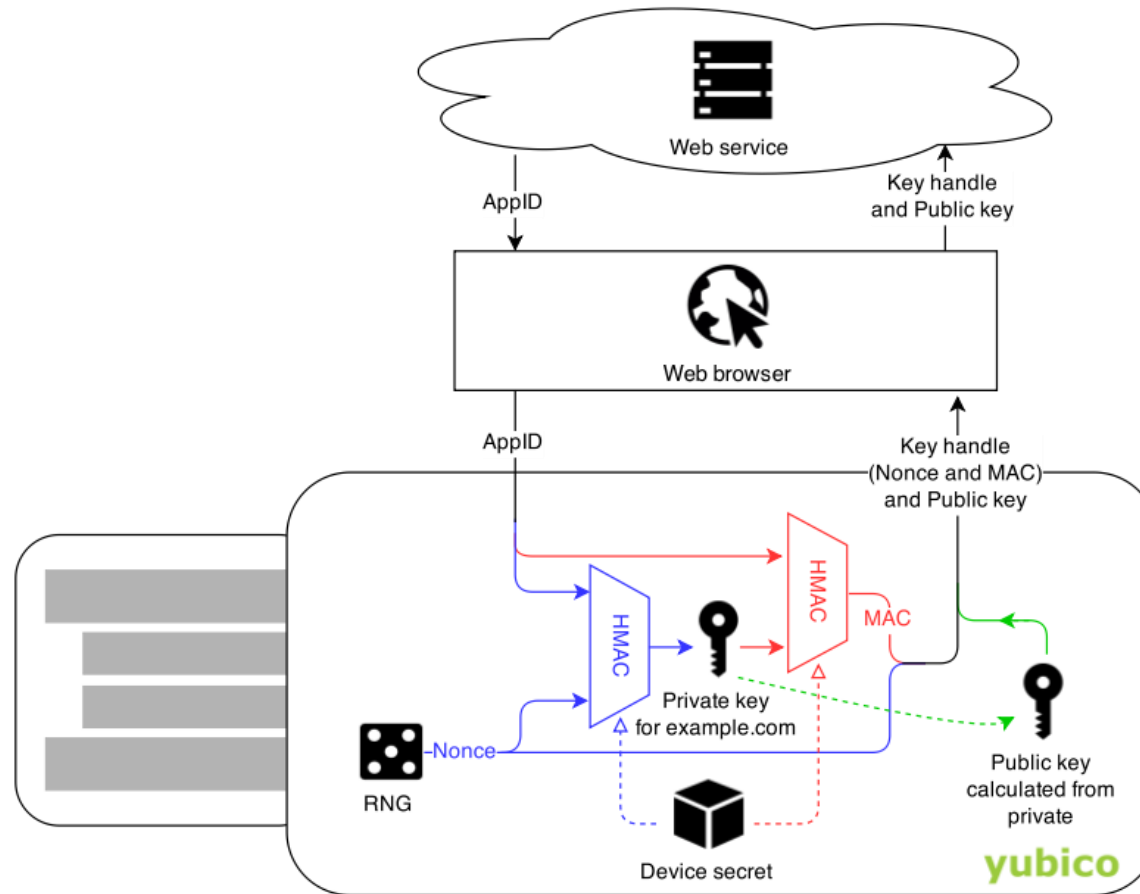 Web service
AppID
Key handle
and Public key
Web browser
AppID
Key handle
(Nonce and MAC)
and Public key
HMAC
HMAC
MAC
Private key
for example.com
Nonce
RNG
Public key
calculated from
private
Device secret
yubico